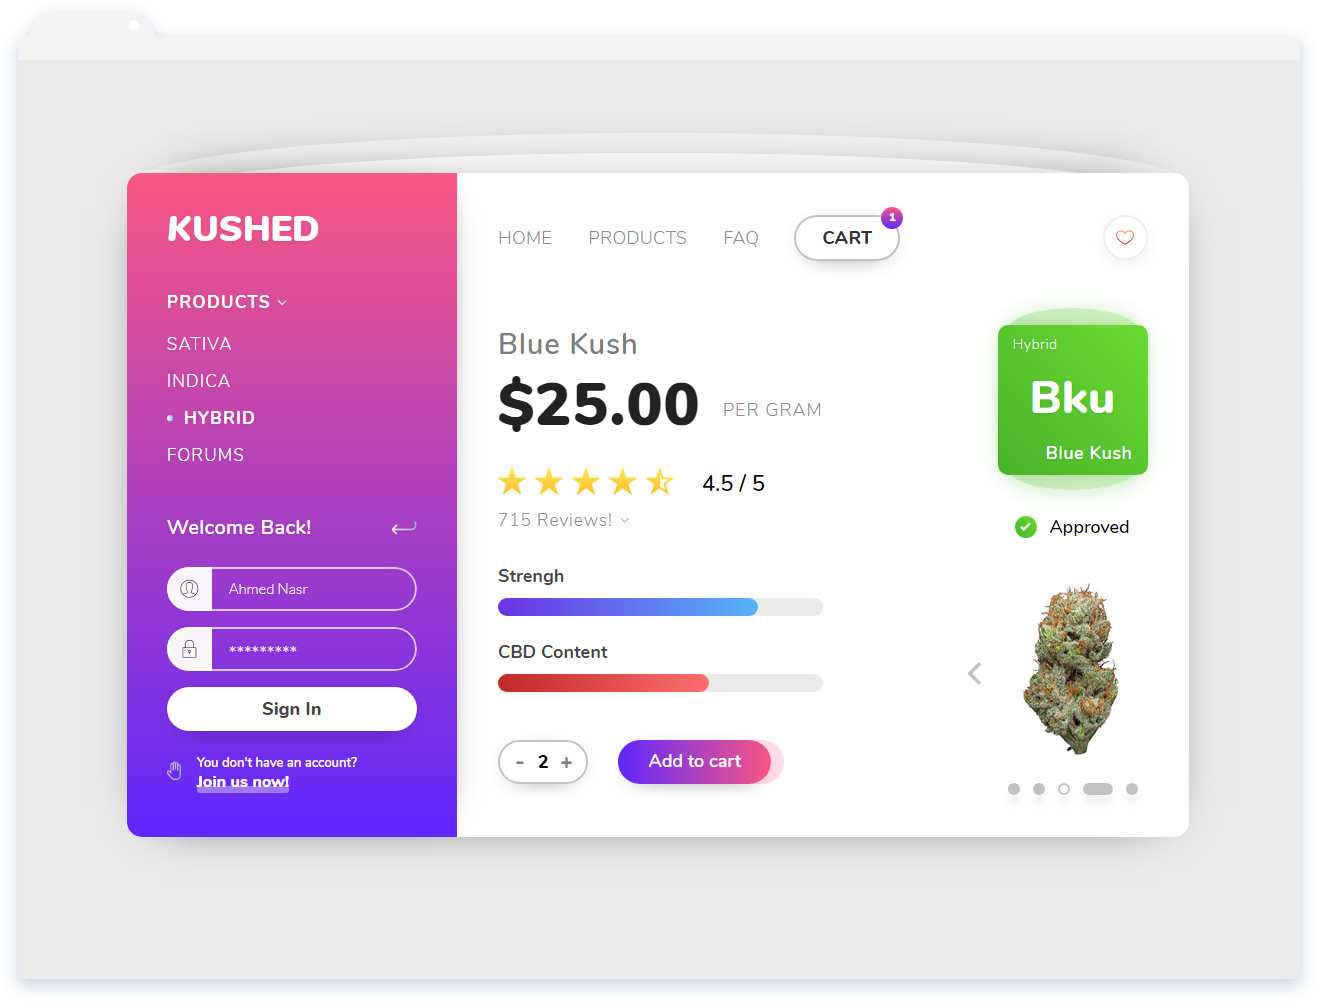 KUSHED
PRODUCTS
SATIVA
INDICA
HYBRID
FORUMS
Welcome Back!
Ahmed Nasr
*********
Sign In
You don't have an account?
Join us now!
HOME PRODUCTS FAQ CART 1
Blue Kush
$25.00 PER GRAM
4.5 / 5
715 Reviews!
Strengh
CBD Content
- 2 + Add to cart
Hybrid
Bku
Blue Kush
Approved